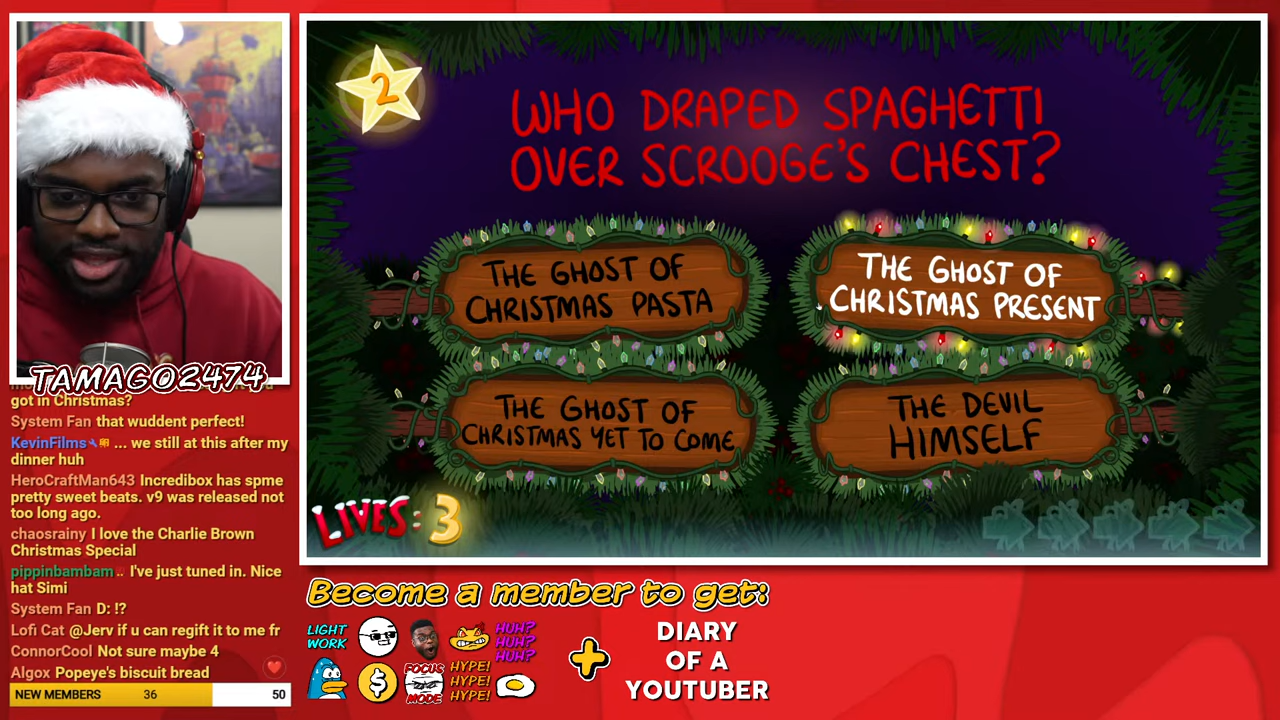 TAMAGO2474
got in Christmas?
System Fan that wuddent perfect!
KevinFilms ... we still at this after my
dinner huh
HeroCraftMan643 Incredibox has spme
pretty sweet beats. v9 was released not
too long ago.
chaosrainy I love the Charlie Brown
Christmas Special
pippinbambam I've just tuned in. Nice
hat Simi
System Fan D: !?
Lofi Cat @Jerv if u can regift it to me fr
ConnorCool Not sure maybe 4
Algox Popeye's biscuit bread
NEW MEMBERS 36 50
2
WHO DRAPED SPAGHETTI
OVER SCROOGE'S CHEST?
THE GHOST OF
CHRISTMAS PASTA
THE GHOST OF
CHRISTMAS PRESENT
THE GHOST OF
CHRISTMAS YET TO COME
THE DEVIL
HIMSELF
LIVES: 3
Become a member to get:
LIGHT
WORK
HUH?
HUH?
HUH?
$
FOCUS
MODE
HYPE!
HYPE!
HYPE!
+
DIARY
OF A
YOUTUBER